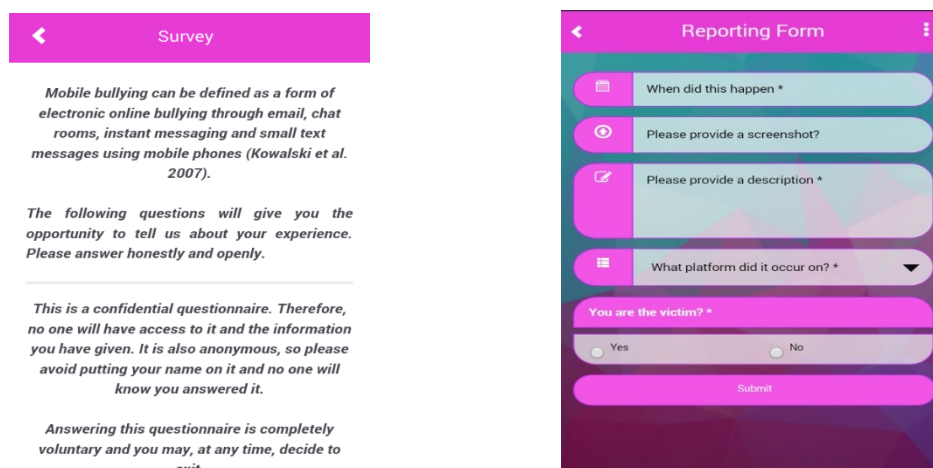 Survey
Mobile bullying can be defined as a form of
electronic online bullying through email, chat
rooms, instant messaging and small text
messages using mobile phones (Kowalski et al.
2007).
The following questions will give you the
opportunity to tell us about your experience.
Please answer honestly and openly.
This is a confidential questionnaire. Therefore,
no one will have access to it and the information
you have given. It is also anonymous, so please
avoid putting your name on it and no one will
know you answered it.
Answering this questionnaire is completely
voluntary and you may, at any time, decide to
exit
Reporting Form
When did this happen *
Please provide a screenshot?
Please provide a description *
What platform did it occur on? *
You are the victim? *
Yes
No
Submit